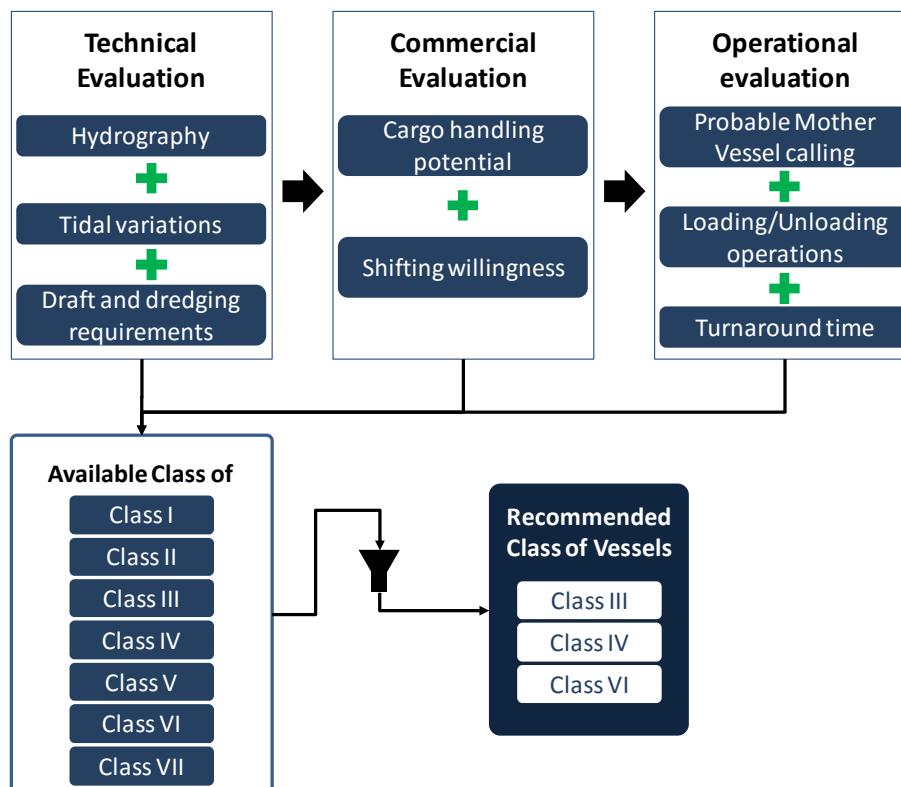 Technical
Evaluation
Hydrography
Tidal variations
Draft and dredging
requirements
Commercial
Evaluation
Cargo handling
potential
Shifting willingness
Operational
evaluation
Probable Mother
Vessel calling
Loading/Unloading
operations
Turnaround time
Available Class of
Class I
Class II
Class III
Class IV
Class V
Class VI
Class VII
Recommended
Class of Vessels
Class III
Class IV
Class VI